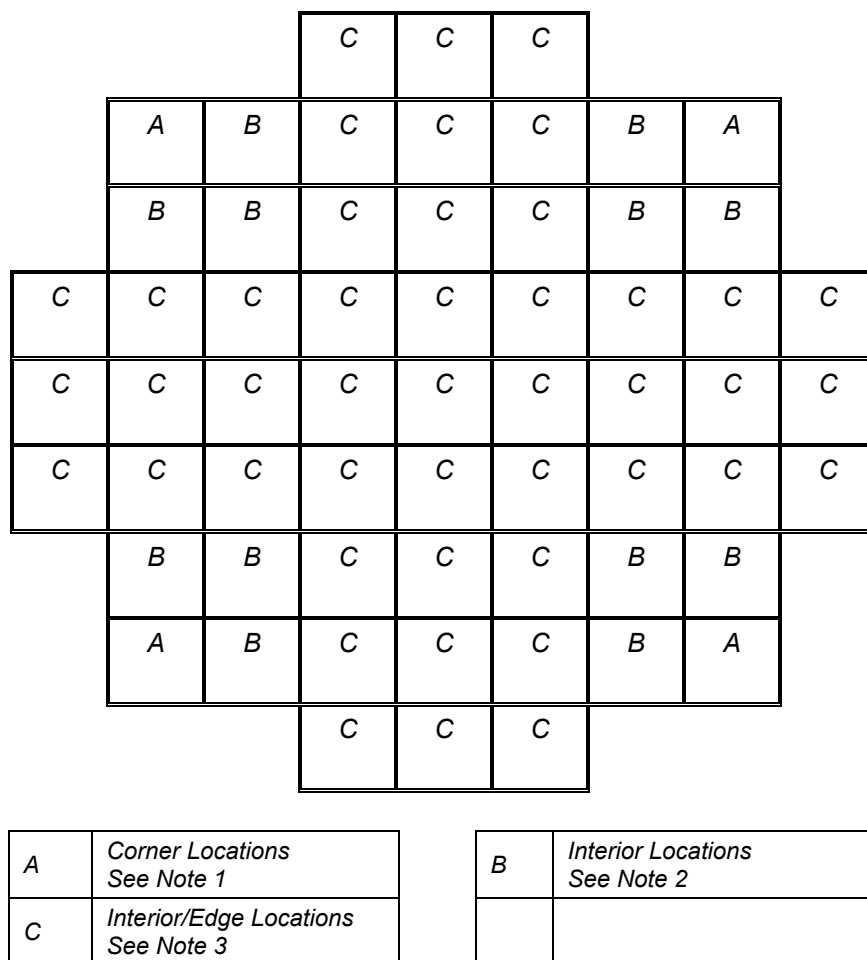 C C C
A B C C C B A
B B C C C B B
C C C C C C C C C
C C C C C C C C C
C C C C C C C C C
B B C C C B B
A B C C C B A
C C C
A Corner Locations
See Note 1
B Interior Locations
See Note 2
C Interior/Edge Locations
See Note 3